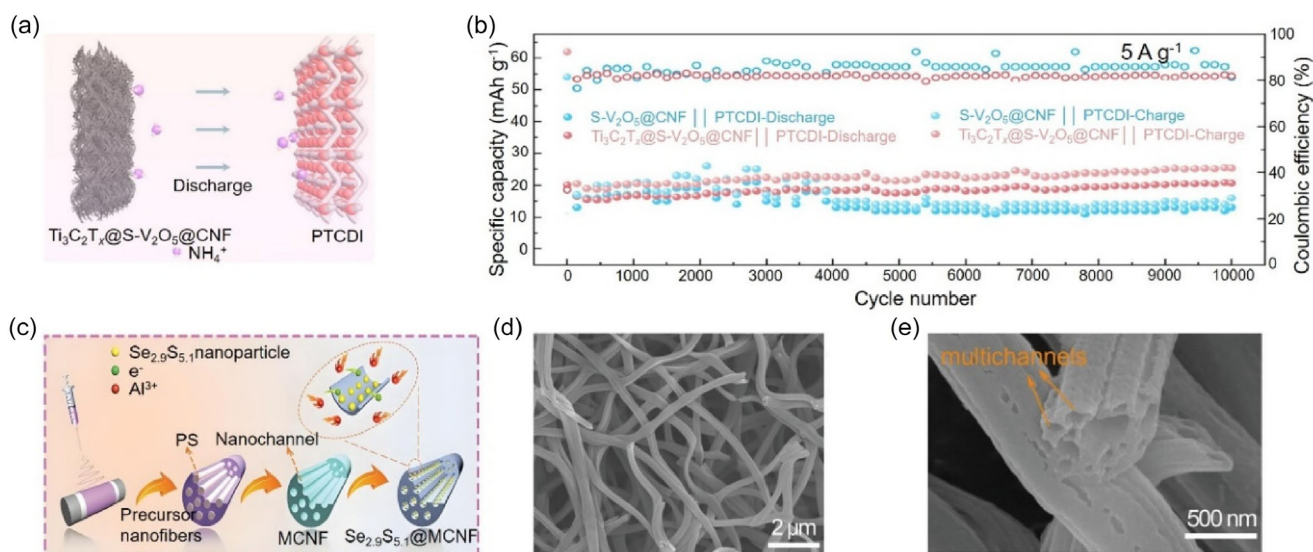 (a)
Discharge
Ti₃C₂Tₓ@S-V₂O₅@CNF
PTCDI
NH₄⁺
(b)
5 A g⁻¹
S-V₂O₅@CNF || PTCDI-Discharge
S-V₂O₅@CNF || PTCDI-Charge
Ti₃C₂Tₓ@S-V₂O₅@CNF || PTCDI-Discharge
Ti₃C₂Tₓ@S-V₂O₅@CNF || PTCDI-Charge
Specific capacity (mAh g⁻¹)
60
50
40
30
20
10
0
Coulombic efficiency (%)
100
80
60
40
20
0
0 1000 2000 3000 4000 5000 6000 7000 8000 9000 10000
Cycle number
(c)
Se₂.₉S₅.₁nanoparticle
e⁻
Al³⁺
PS
Nanochannel
Precursor
nanofibers
MCNF
Se₂.₉S₅.₁@MCNF
(d)
2 μm
(e)
multichannets
500 nm